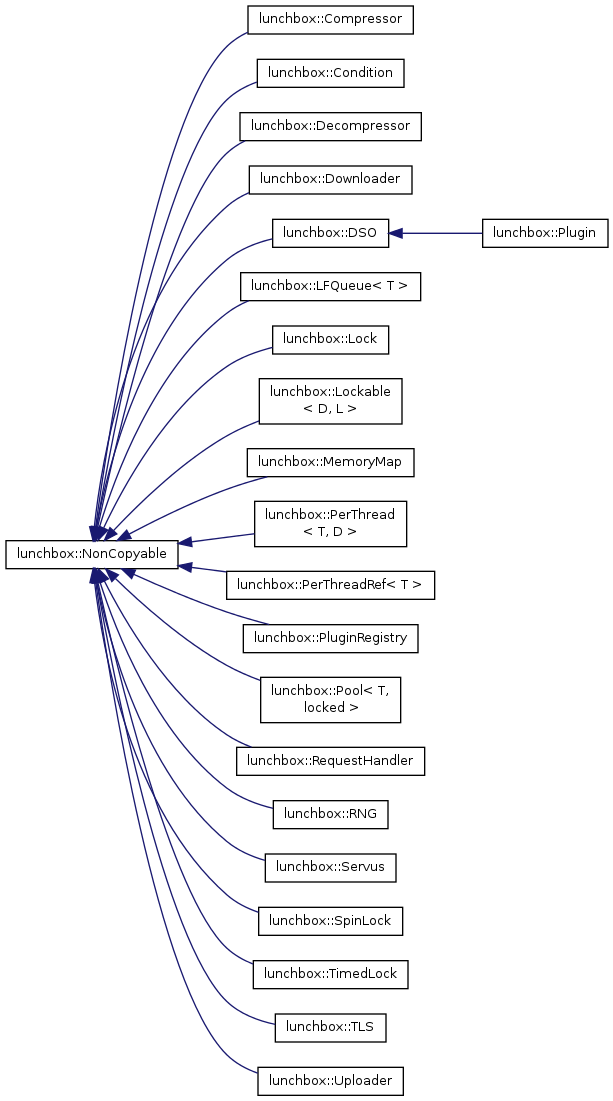 lunchbox::Compressor
lunchbox::Condition
lunchbox::Decompressor
lunchbox::Downloader
lunchbox::DSO
lunchbox::Plugin
lunchbox::LFQueue< T >
lunchbox::Lock
lunchbox::Lockable
< D, L >
lunchbox::MemoryMap
lunchbox::PerThread
< T, D >
lunchbox::NonCopyable
lunchbox::PerThreadRef< T >
lunchbox::PluginRegistry
lunchbox::Pool< T,
locked >
lunchbox::RequestHandler
lunchbox::RNG
lunchbox::Servus
lunchbox::SpinLock
lunchbox::TimedLock
lunchbox::TLS
lunchbox::Uploader